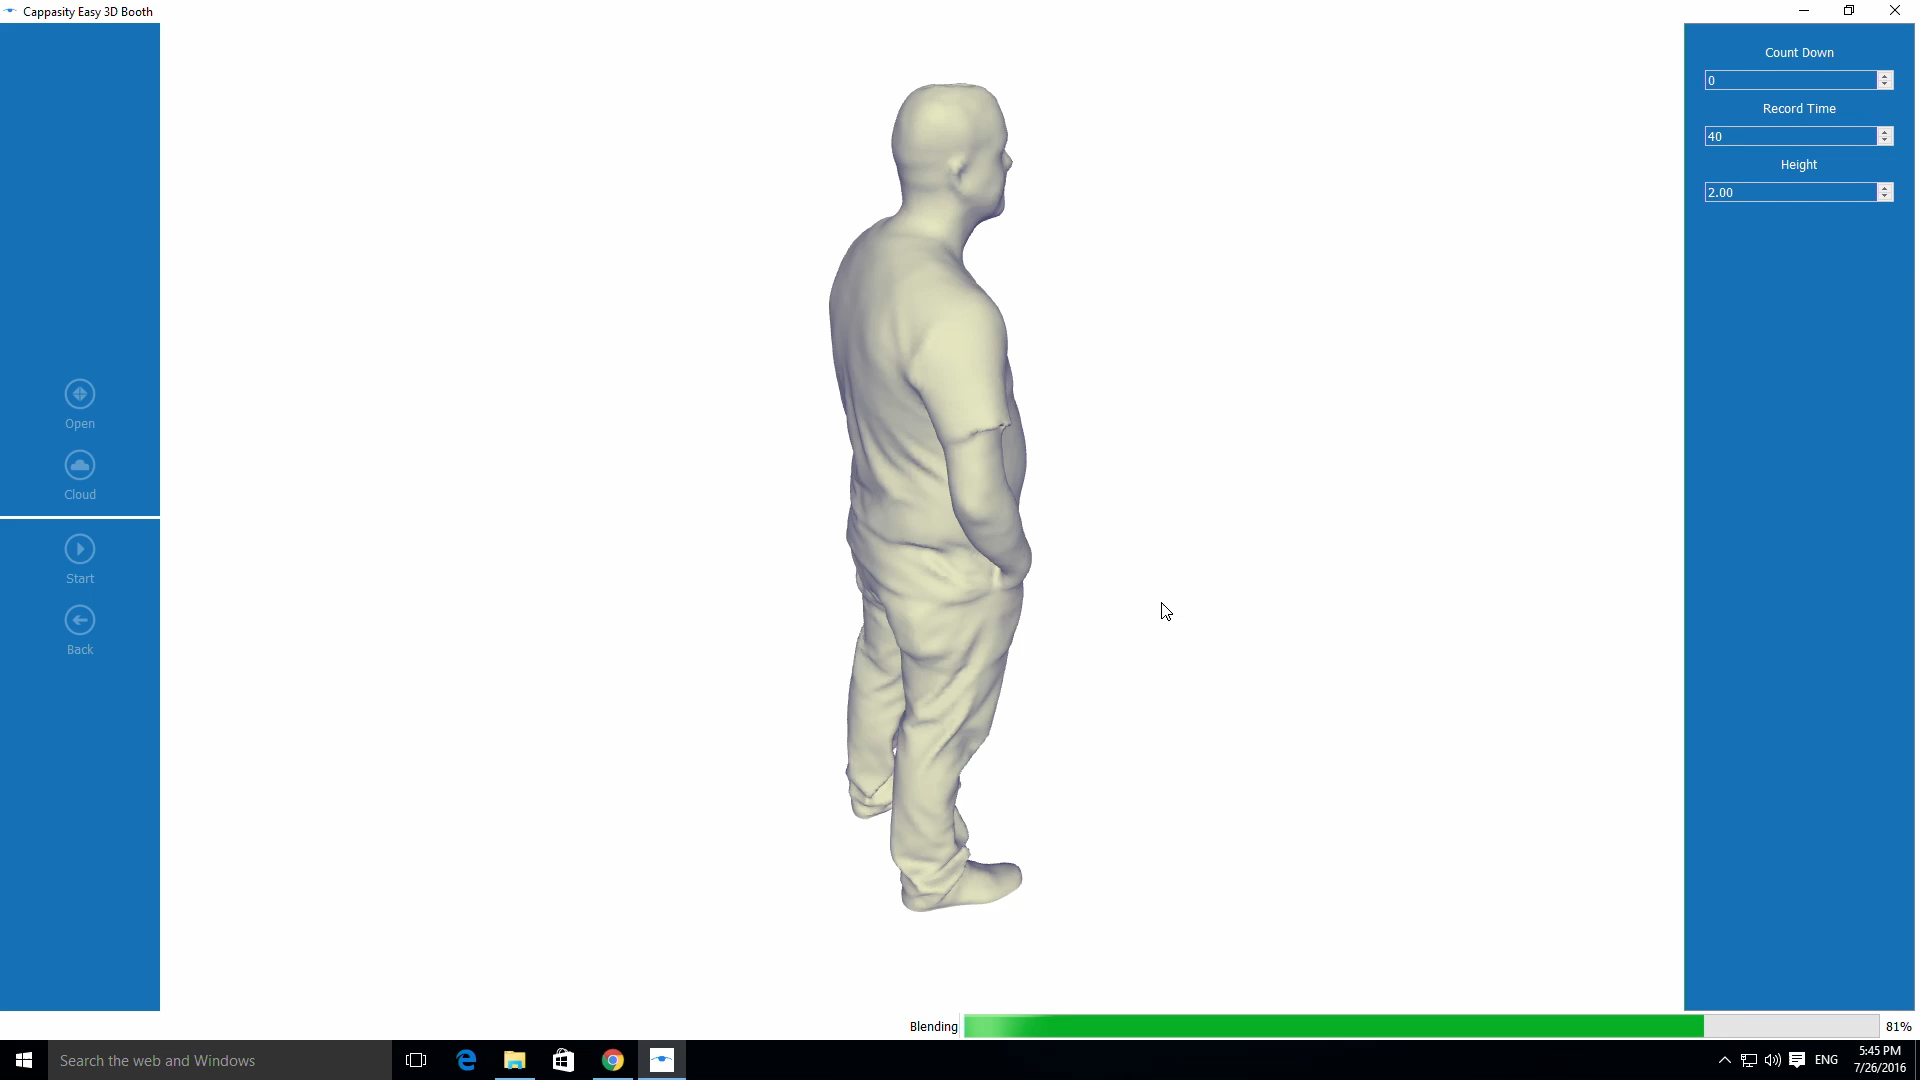 Cappasity Easy 3D Booth
Open
Cloud
Start
Back
Count Down
0
Record Time
40
Height
2.00
Blending
81%
Search the web and Windows
ENG
5:45 PM
7/26/2016